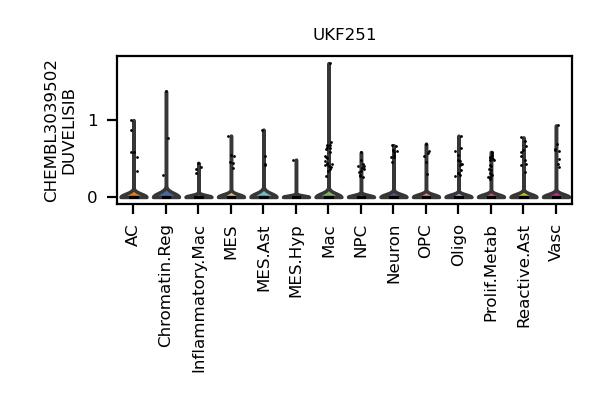 UKF251
CHEMBL3039502
DUVELISIB
1
0
AC
Chromatin.Reg
Inflammatory.Mac
MES
MES.Ast
MES.Hyp
Mac
NPC
Neuron
OPC
Oligo
Prolif.Metab
Reactive.Ast
Vasc